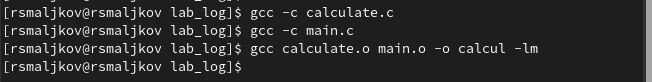 [rsmaljkov@rsmaljkov lab_log]$ gcc -c calculate.c
[rsmaljkov@rsmaljkov lab_log]$ gcc -c main.c
[rsmaljkov@rsmaljkov lab_log]$ gcc calculate.o main.o -o calcul -lm
[rsmaljkov@rsmaljkov lab_log]$